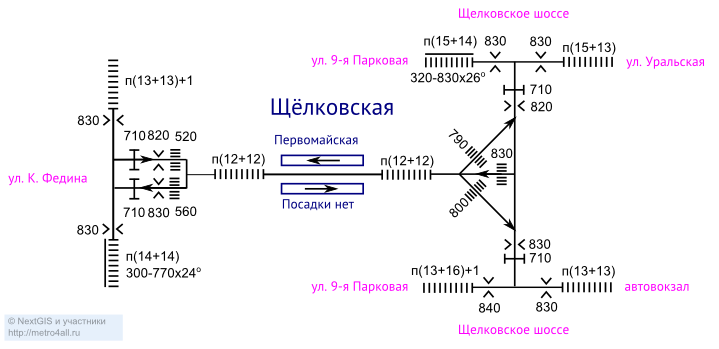 Щелковское шоссе
п(15+14)
830
830
п(15+13)
ул. 9-я Парковая
ул. Уральская
320-830x26°
710
820
п(13+13)+1
830
710
820
520
Щёлковская
Первомайская
790
830
п(12+12)
п(12+12)
ул. К. Федина
Посадки нет
800
710
830
560
830
830
710
п(14+14)
300-770x24°
п(13+16)+1
п(13+13)
ул. 9-я Парковая
автовокзал
840
830
Щелковское шоссе
© NextGIS и участники
http://metro4all.ru